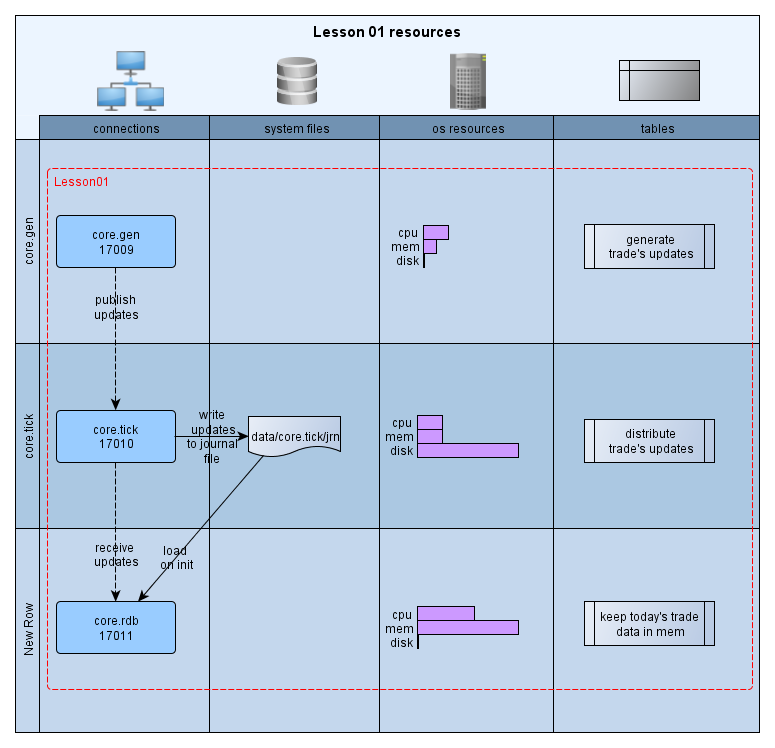 Lesson 01 resources
connections
system files
os resources
tables
core.gen
Lesson01
core.gen
17009
cpu
mem
disk
generate
trade's updates
publish
updates
core.tick
core.tick
17010
write
updates
to journal
file
data/core.tick/jrn
cpu
mem
disk
distribute
trade's updates
receive
updates
load
on init
New Row
core.rdb
17011
cpu
mem
disk
keep today's trade
data in mem